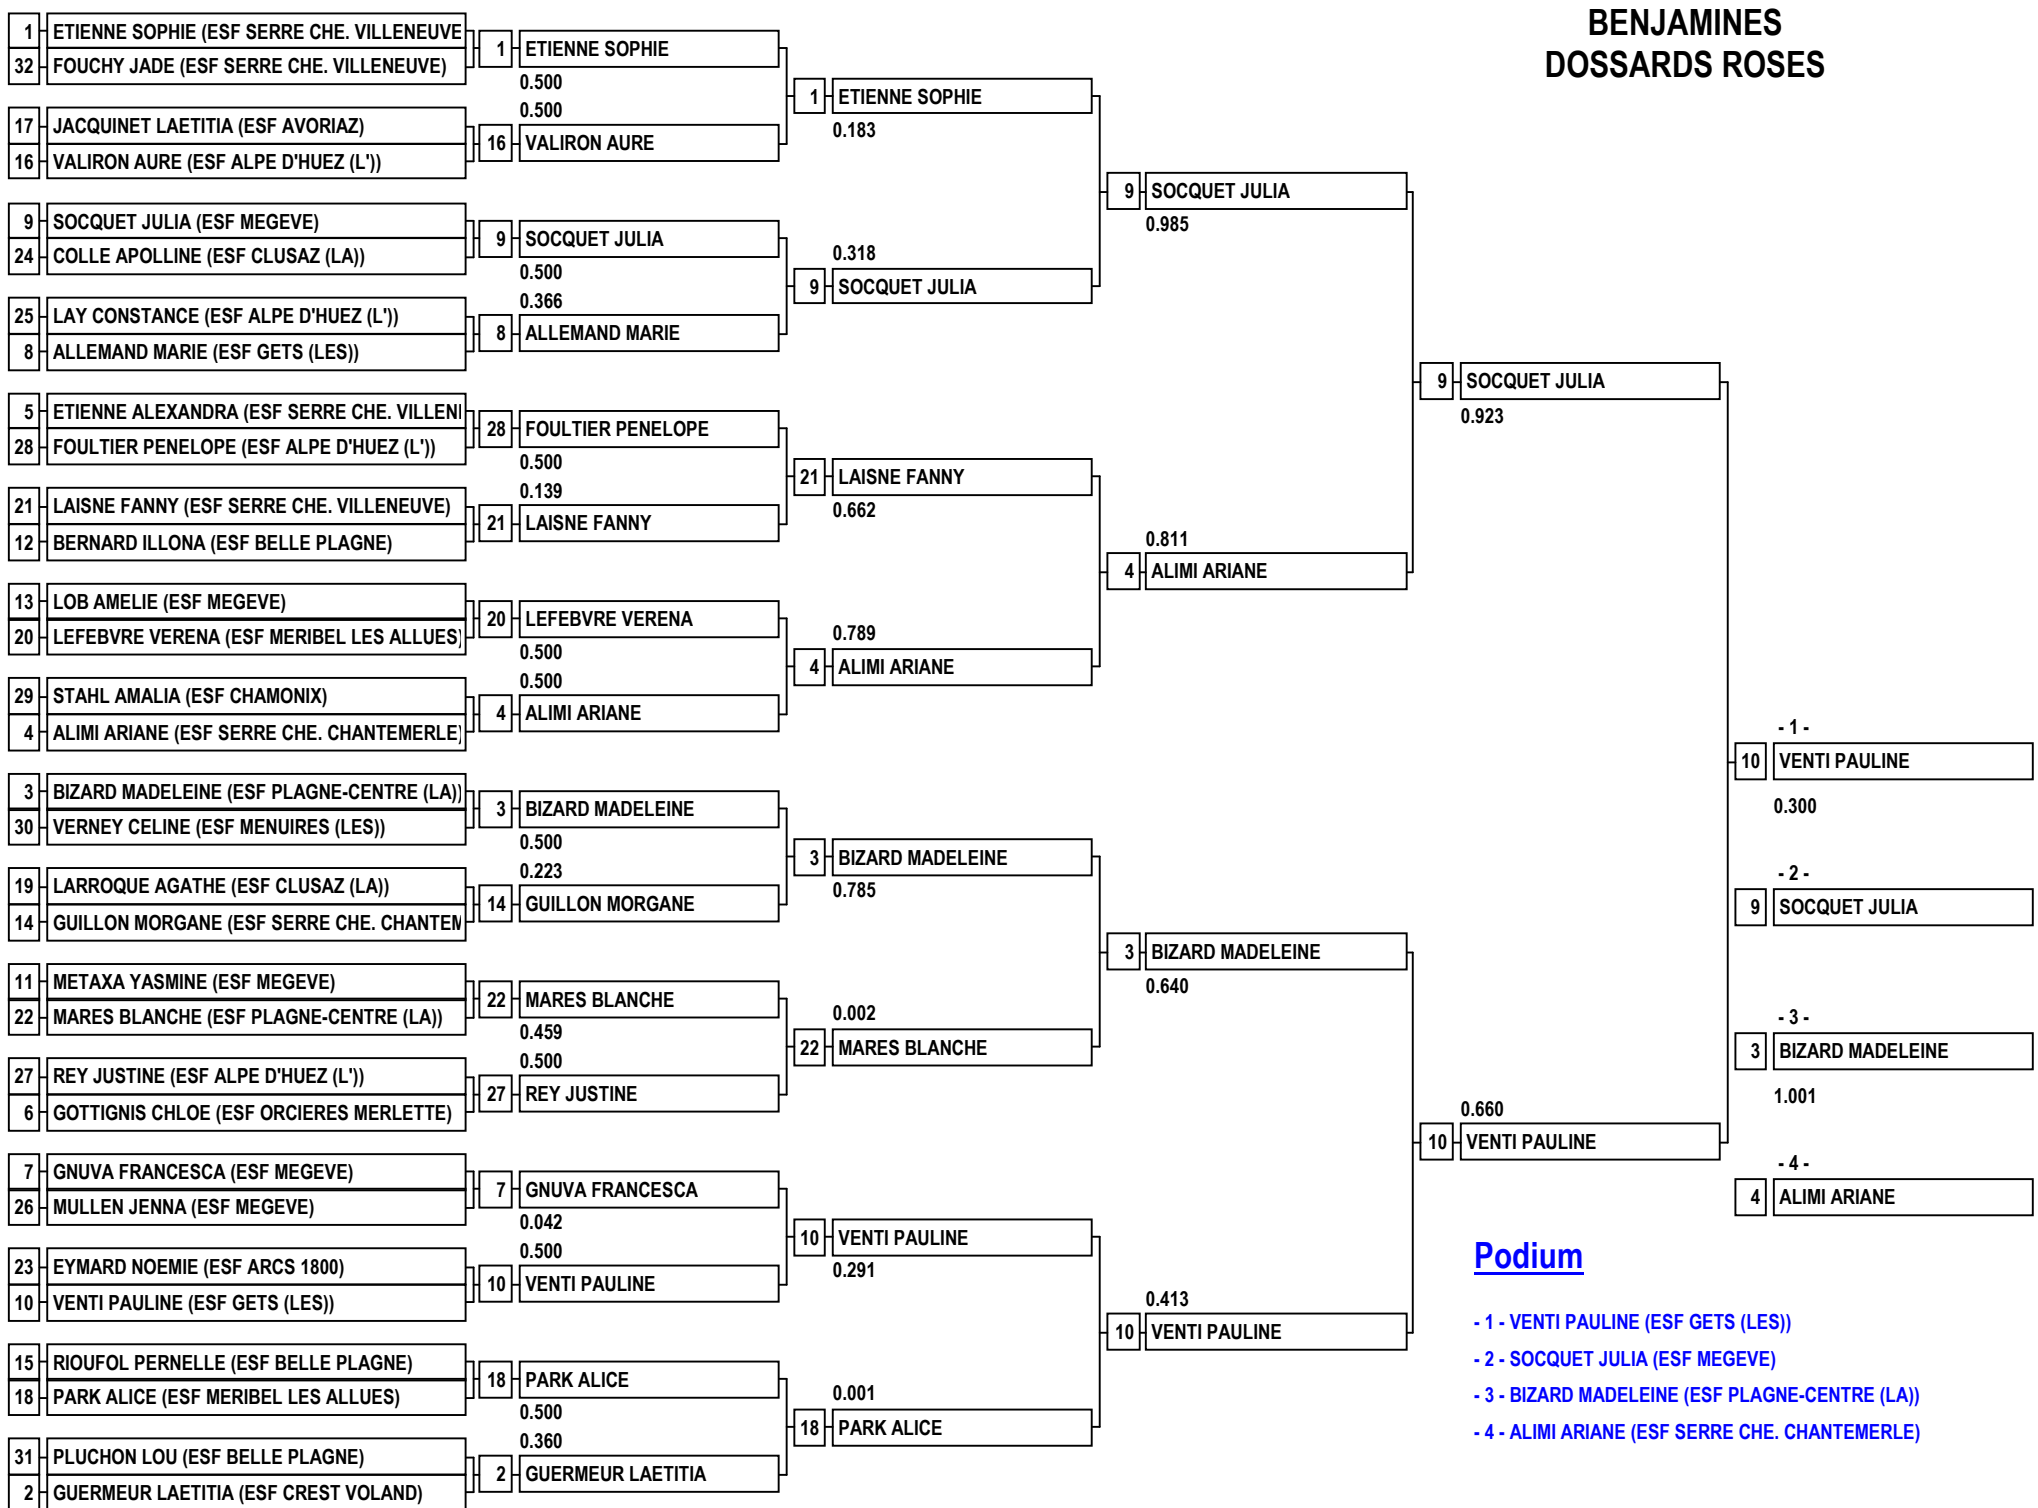 BENJAMINES
DOSSARDS ROSES
1 ETIENNE SOPHIE (ESF SERRE CHE. VILLENEUVE
32 FOUCHY JADE (ESF SERRE CHE. VILLENEUVE)
17 JACQUINET LAETITIA (ESF AVORIAZ)
16 VALIRON AURE (ESF ALPE D'HUEZ (L'))
9 SOCQUET JULIA (ESF MEGEVE)
24 COLLE APOLLINE (ESF CLUSAZ (LA))
25 LAY CONSTANCE (ESF ALPE D'HUEZ (L'))
8 ALLEMAND MARIE (ESF GETS (LES))
5 ETIENNE ALEXANDRA (ESF SERRE CHE. VILLENE
28 FOULTIER PENELOPE (ESF ALPE D'HUEZ (L'))
21 LAISNE FANNY (ESF SERRE CHE. VILLENEUVE)
12 BERNARD ILLONA (ESF BELLE PLAGNE)
13 LOB AMELIE (ESF MEGEVE)
20 LEFEBVRE VERENA (ESF MERIBEL LES ALLUES)
29 STAHL AMALIA (ESF CHAMONIX)
4 ALIMI ARIANE (ESF SERRE CHE. CHANTEMERLE)
3 BIZARD MADELEINE (ESF PLAGNE-CENTRE (LA))
30 VERNEY CELINE (ESF MENUIRES (LES))
19 LARROQUE AGATHE (ESF CLUSAZ (LA))
14 GUILLON MORGANE (ESF SERRE CHE. CHANTEM
11 METAXA YASMINE (ESF MEGEVE)
22 MARES BLANCHE (ESF PLAGNE-CENTRE (LA))
27 REY JUSTINE (ESF ALPE D'HUEZ (L'))
6 GOTTIGNIS CHLOE (ESF ORCIERES MERLETTE)
7 GNUVA FRANCESCA (ESF MEGEVE)
26 MULLEN JENNA (ESF MEGEVE)
23 EYMARD NOEMIE (ESF ARCS 1800)
10 VENTI PAULINE (ESF GETS (LES))
15 RIOUFOL PERNELLE (ESF BELLE PLAGNE)
18 PARK ALICE (ESF MERIBEL LES ALLUES)
31 PLUCHON LOU (ESF BELLE PLAGNE)
2 GUERMEUR LAETITIA (ESF CREST VOLAND)
1 ETIENNE SOPHIE
0.500
0.500
16 VALIRON AURE
9 SOCQUET JULIA
0.500
0.366
8 ALLEMAND MARIE
28 FOULTIER PENELOPE
0.500
0.139
21 LAISNE FANNY
20 LEFEBVRE VERENA
0.500
0.500
4 ALIMI ARIANE
3 BIZARD MADELEINE
0.500
0.223
14 GUILLON MORGANE
22 MARES BLANCHE
0.459
0.500
27 REY JUSTINE
7 GNUVA FRANCESCA
0.042
0.500
10 VENTI PAULINE
18 PARK ALICE
0.500
0.360
2 GUERMEUR LAETITIA
1 ETIENNE SOPHIE
0.183
0.318
9 SOCQUET JULIA
21 LAISNE FANNY
0.662
0.789
4 ALIMI ARIANE
3 BIZARD MADELEINE
0.785
0.002
22 MARES BLANCHE
10 VENTI PAULINE
0.291
0.001
18 PARK ALICE
9 SOCQUET JULIA
0.985
0.811
4 ALIMI ARIANE
3 BIZARD MADELEINE
0.640
0.413
10 VENTI PAULINE
9 SOCQUET JULIA
0.923
0.660
10 VENTI PAULINE
- 1 -
10 VENTI PAULINE
0.300
- 2 -
9 SOCQUET JULIA
- 3 -
3 BIZARD MADELEINE
1.001
- 4 -
4 ALIMI ARIANE
Podium
- 1 - VENTI PAULINE (ESF GETS (LES))
- 2 - SOCQUET JULIA (ESF MEGEVE)
- 3 - BIZARD MADELEINE (ESF PLAGNE-CENTRE (LA))
- 4 - ALIMI ARIANE (ESF SERRE CHE. CHANTEMERLE)